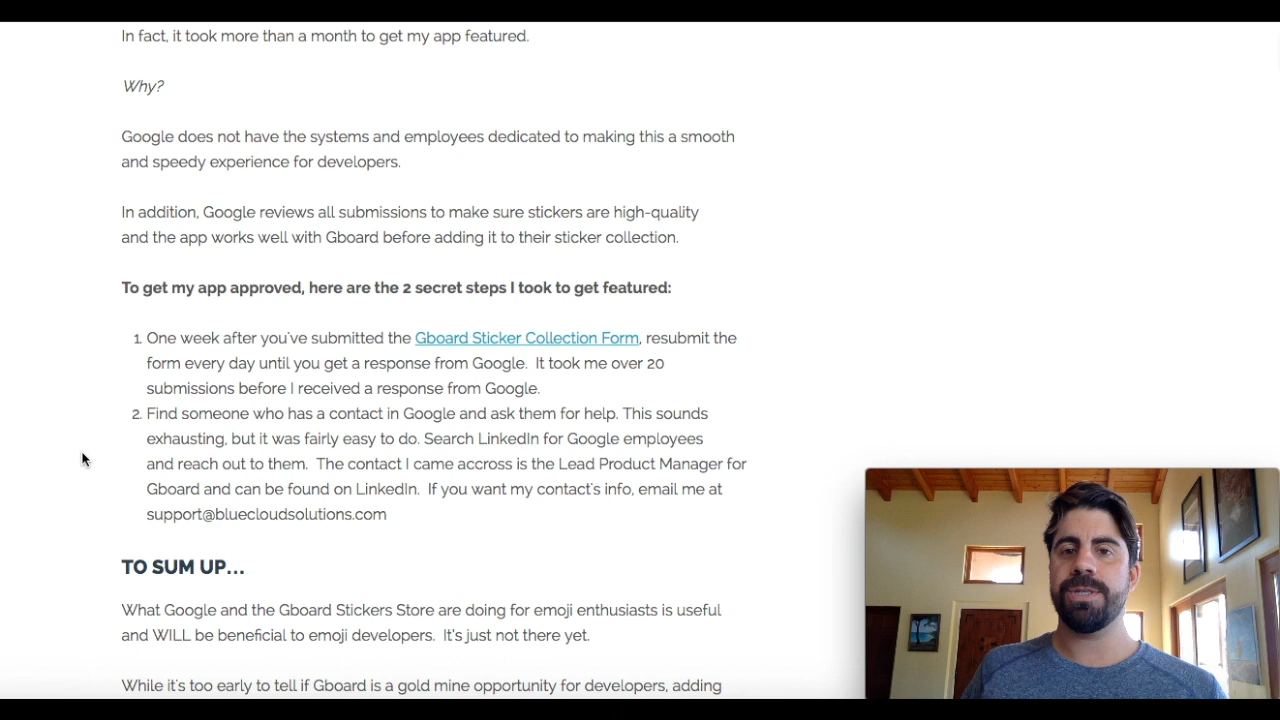 In fact, it took more than a month to get my app featured.
Why?
Google does not have the systems and employees dedicated to making this a smooth
and speedy experience for developers.
In addition, Google reviews all submissions to make sure stickers are high-quality
and the app works well with Gboard before adding it to their sticker collection.
To get my app approved, here are the 2 secret steps I took to get featured:
1. One week after you've submitted the Gboard Sticker Collection Form, resubmit the
form every day until you get a response from Google. It took me over 20
submissions before I received a response from Google.
2. Find someone who has a contact in Google and ask them for help. This sounds
exhausting, but it was fairly easy to do. Search LinkedIn for Google employees
and reach out to them. The contact I came accross is the Lead Product Manager for
Gboard and can be found on LinkedIn. If you want my contact's info, email me at
support@bluecloudsolutions.com
TO SUM UP...
What Google and the Gboard Stickers Store are doing for emoji enthusiasts is useful
and WILL be beneficial to emoji developers. It's just not there yet.
While it's too early to tell if Gboard is a gold mine opportunity for developers, adding